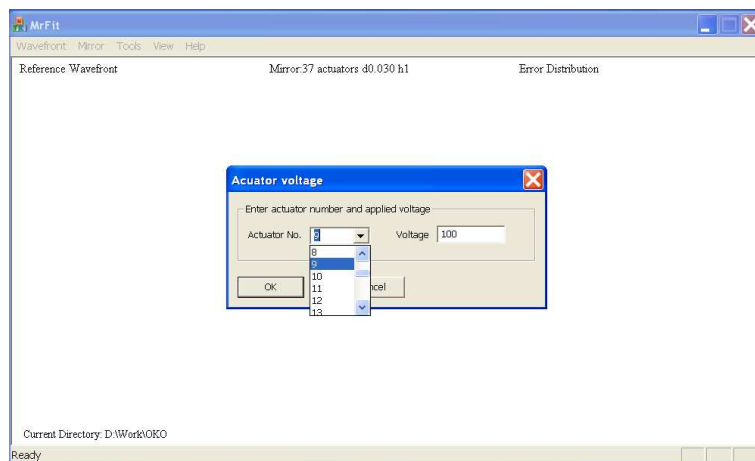 MrFit
Wavefront Mirror Tools View Help
Reference Wavefront Mirror:37 actuators d0.030 h1 Error Distribution
Acuator voltage
Enter actuator number and applied voltage
Actuator No. 9 Voltage 100
8
9
10
11
12
13
OK ncel
Current Directory: D:\Work\OKO
Ready